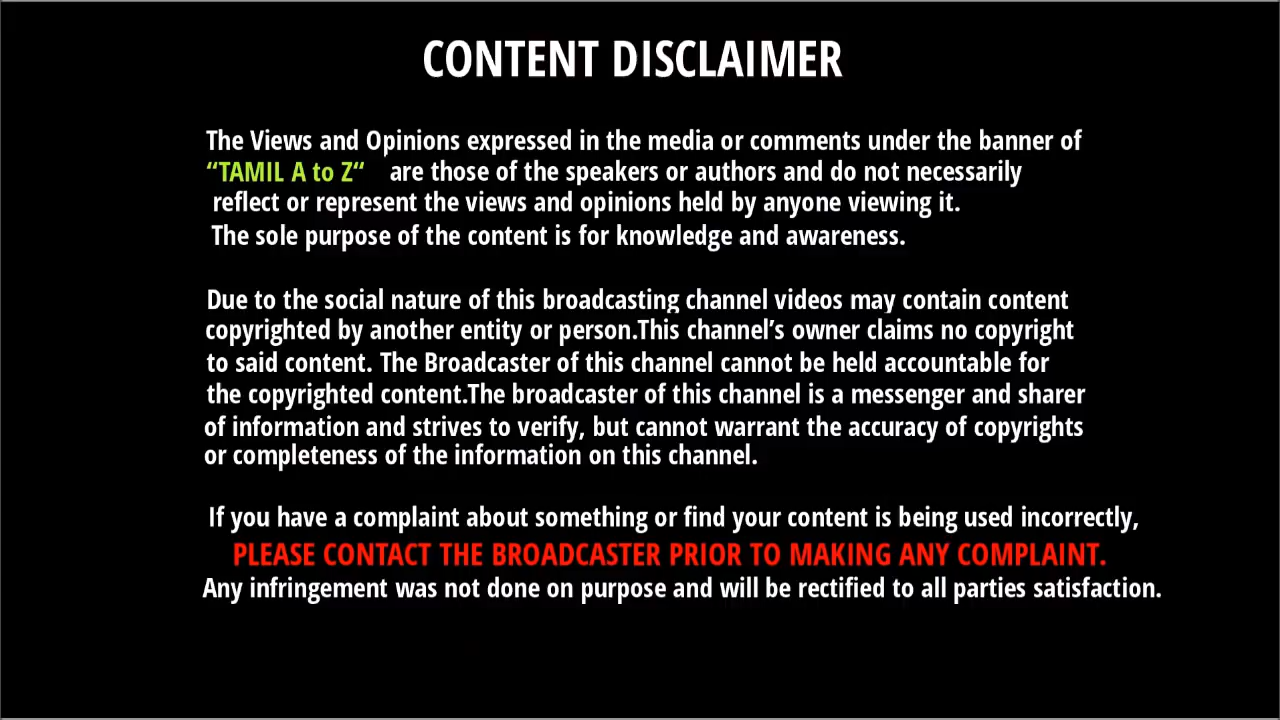 CONTENT DISCLAIMER
The Views and Opinions expressed in the media or comments under the banner of
“TAMIL A to Z“ are those of the speakers or authors and do not necessarily
reflect or represent the views and opinions held by anyone viewing it.
The sole purpose of the content is for knowledge and awareness.
Due to the social nature of this broadcasting channel videos may contain content
copyrighted by another entity or person.This channel’s owner claims no copyright
to said content. The Broadcaster of this channel cannot be held accountable for
the copyrighted content.The broadcaster of this channel is a messenger and sharer
of information and strives to verify, but cannot warrant the accuracy of copyrights
or completeness of the information on this channel.
If you have a complaint about something or find your content is being used incorrectly,
PLEASE CONTACT THE BROADCASTER PRIOR TO MAKING ANY COMPLAINT.
Any infringement was not done on purpose and will be rectified to all parties satisfaction.